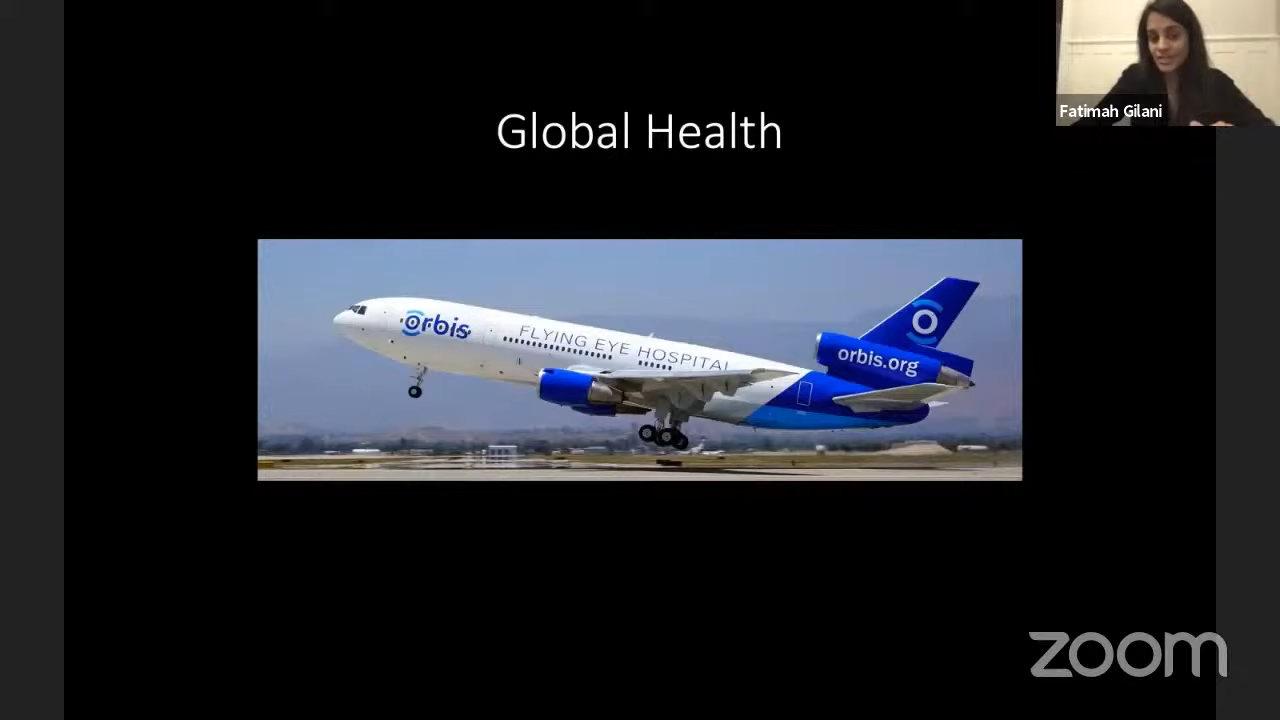 Fatimah Gilani
Global Health
orbis
FLYING EYE HOSPITAL
orbis.org
zoom